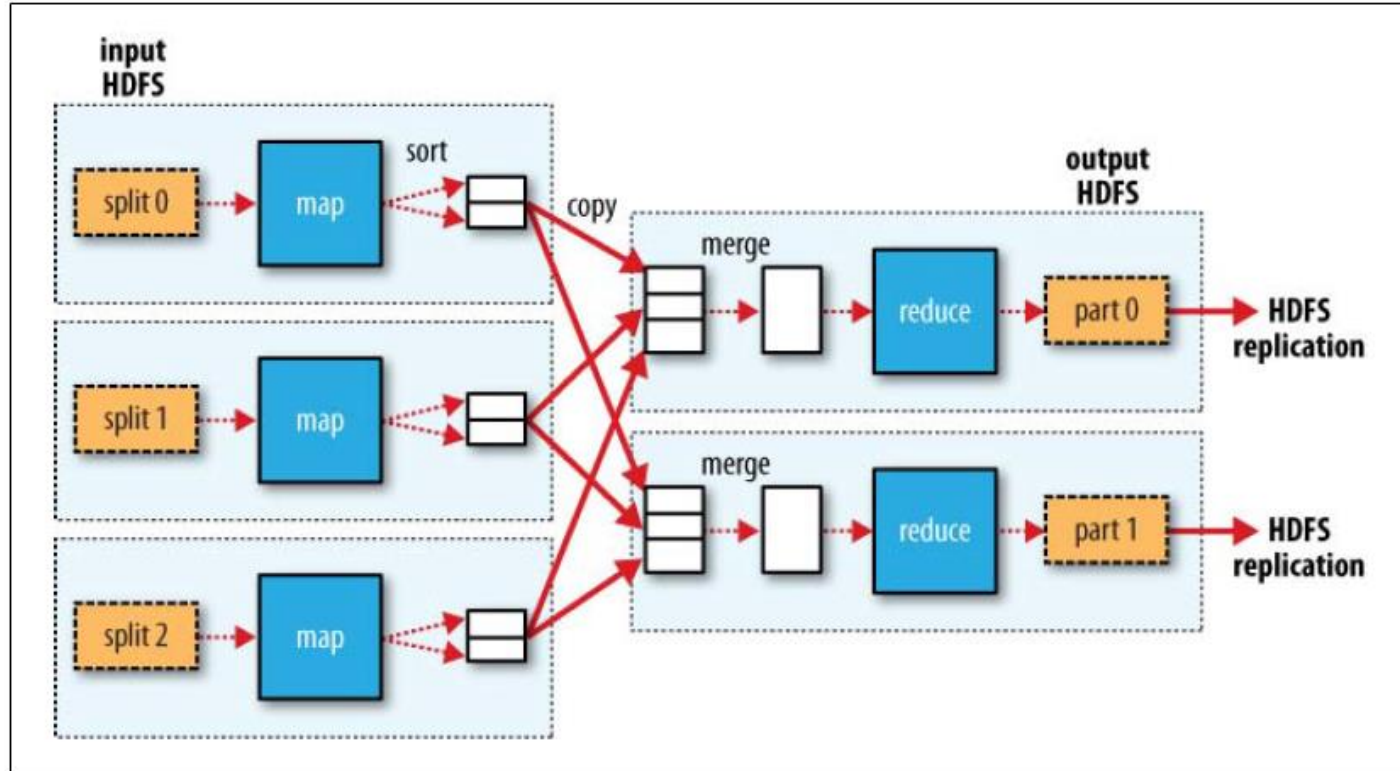 input
HDFS
split 0
map
sort
copy
split 1
map
split 2
map
output
HDFS
merge
reduce
part 0
HDFS
replication
merge
reduce
part 1
HDFS
replication